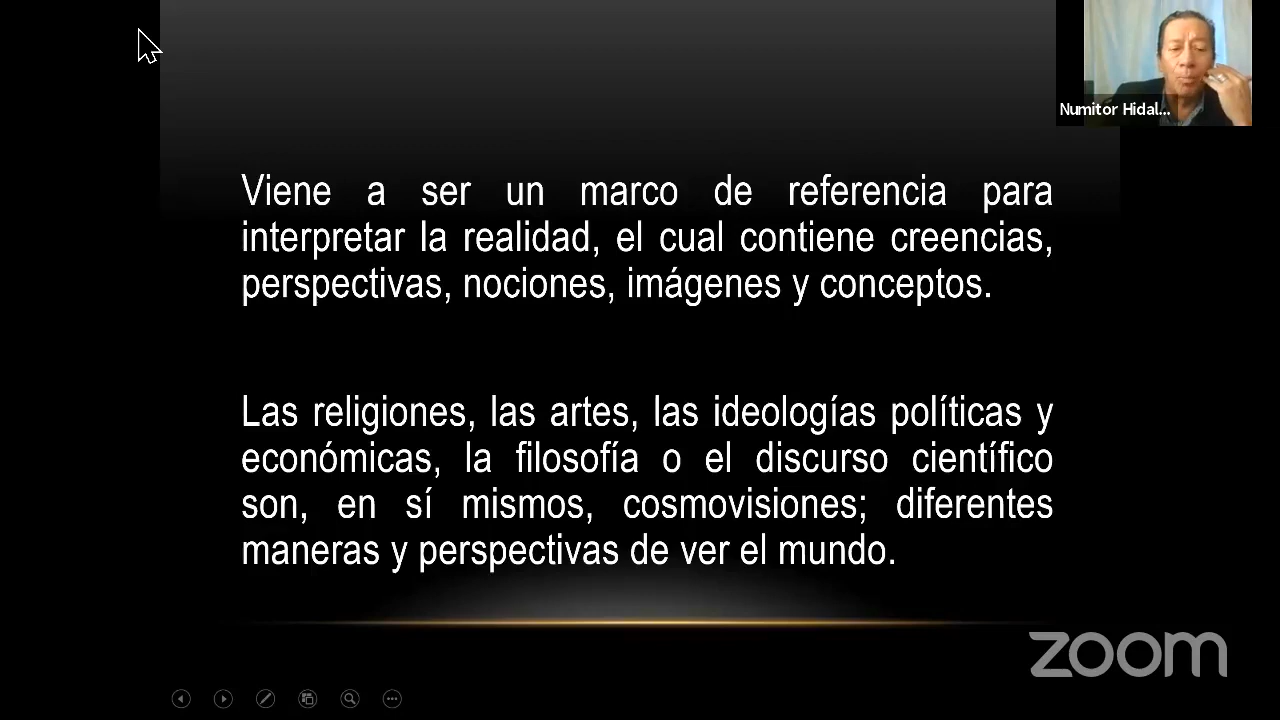 Numitor Hidal...
Viene a ser un marco de referencia para
interpretar la realidad, el cual contiene creencias,
perspectivas, nociones, imágenes y conceptos.
Las religiones, las artes, las ideologías políticas y
económicas, la filosofía o el discurso científico
son, en sí mismos, cosmovisiones; diferentes
maneras y perspectivas de ver el mundo.
zoom